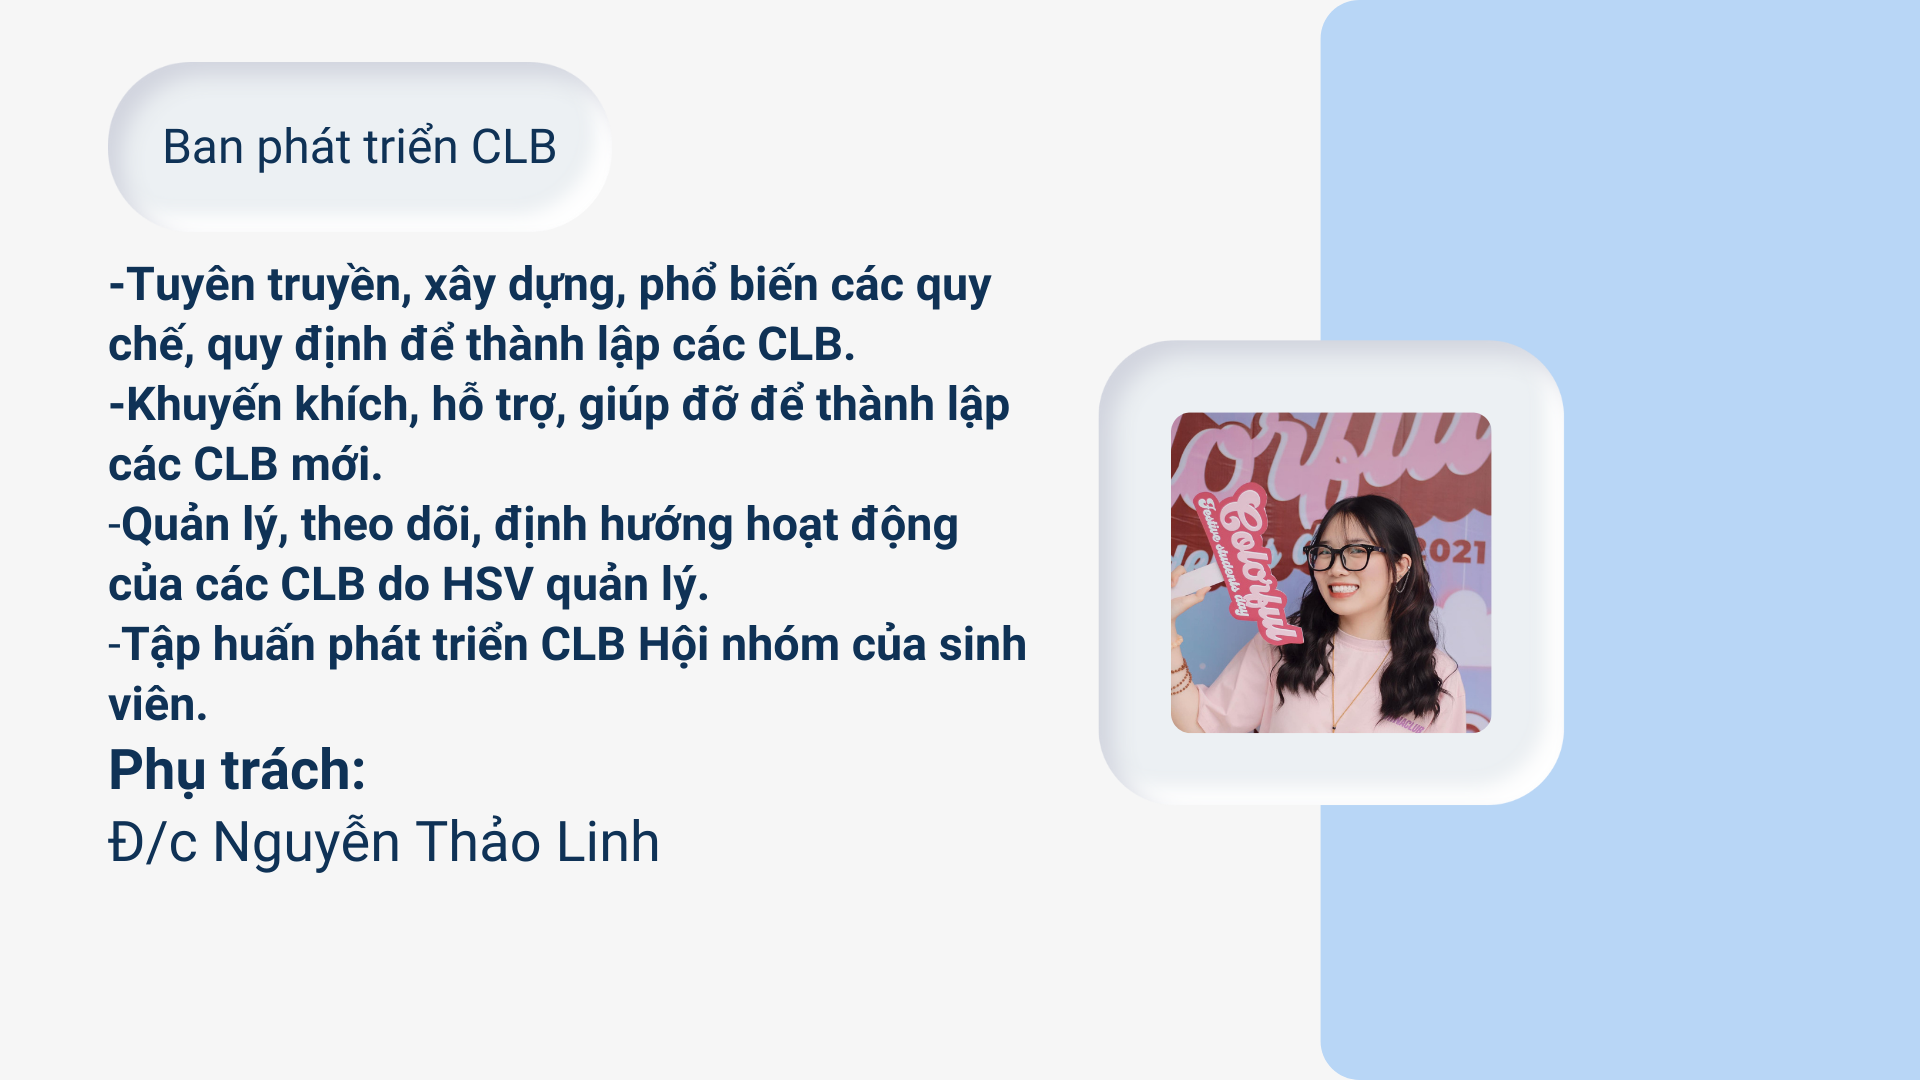 Ban phát triển CLB
-Tuyên truyền, xây dựng, phổ biến các quy
chế, quy định để thành lập các CLB.
-Khuyến khích, hỗ trợ, giúp đỡ để thành lập
các CLB mới.
-Quản lý, theo dõi, định hướng hoạt động
của các CLB do HSV quản lý.
-Tập huấn phát triển CLB Hội nhóm của sinh
viên.
Phụ trách:
Đ/c Nguyễn Thảo Linh
Colorful
Festive students day
2021